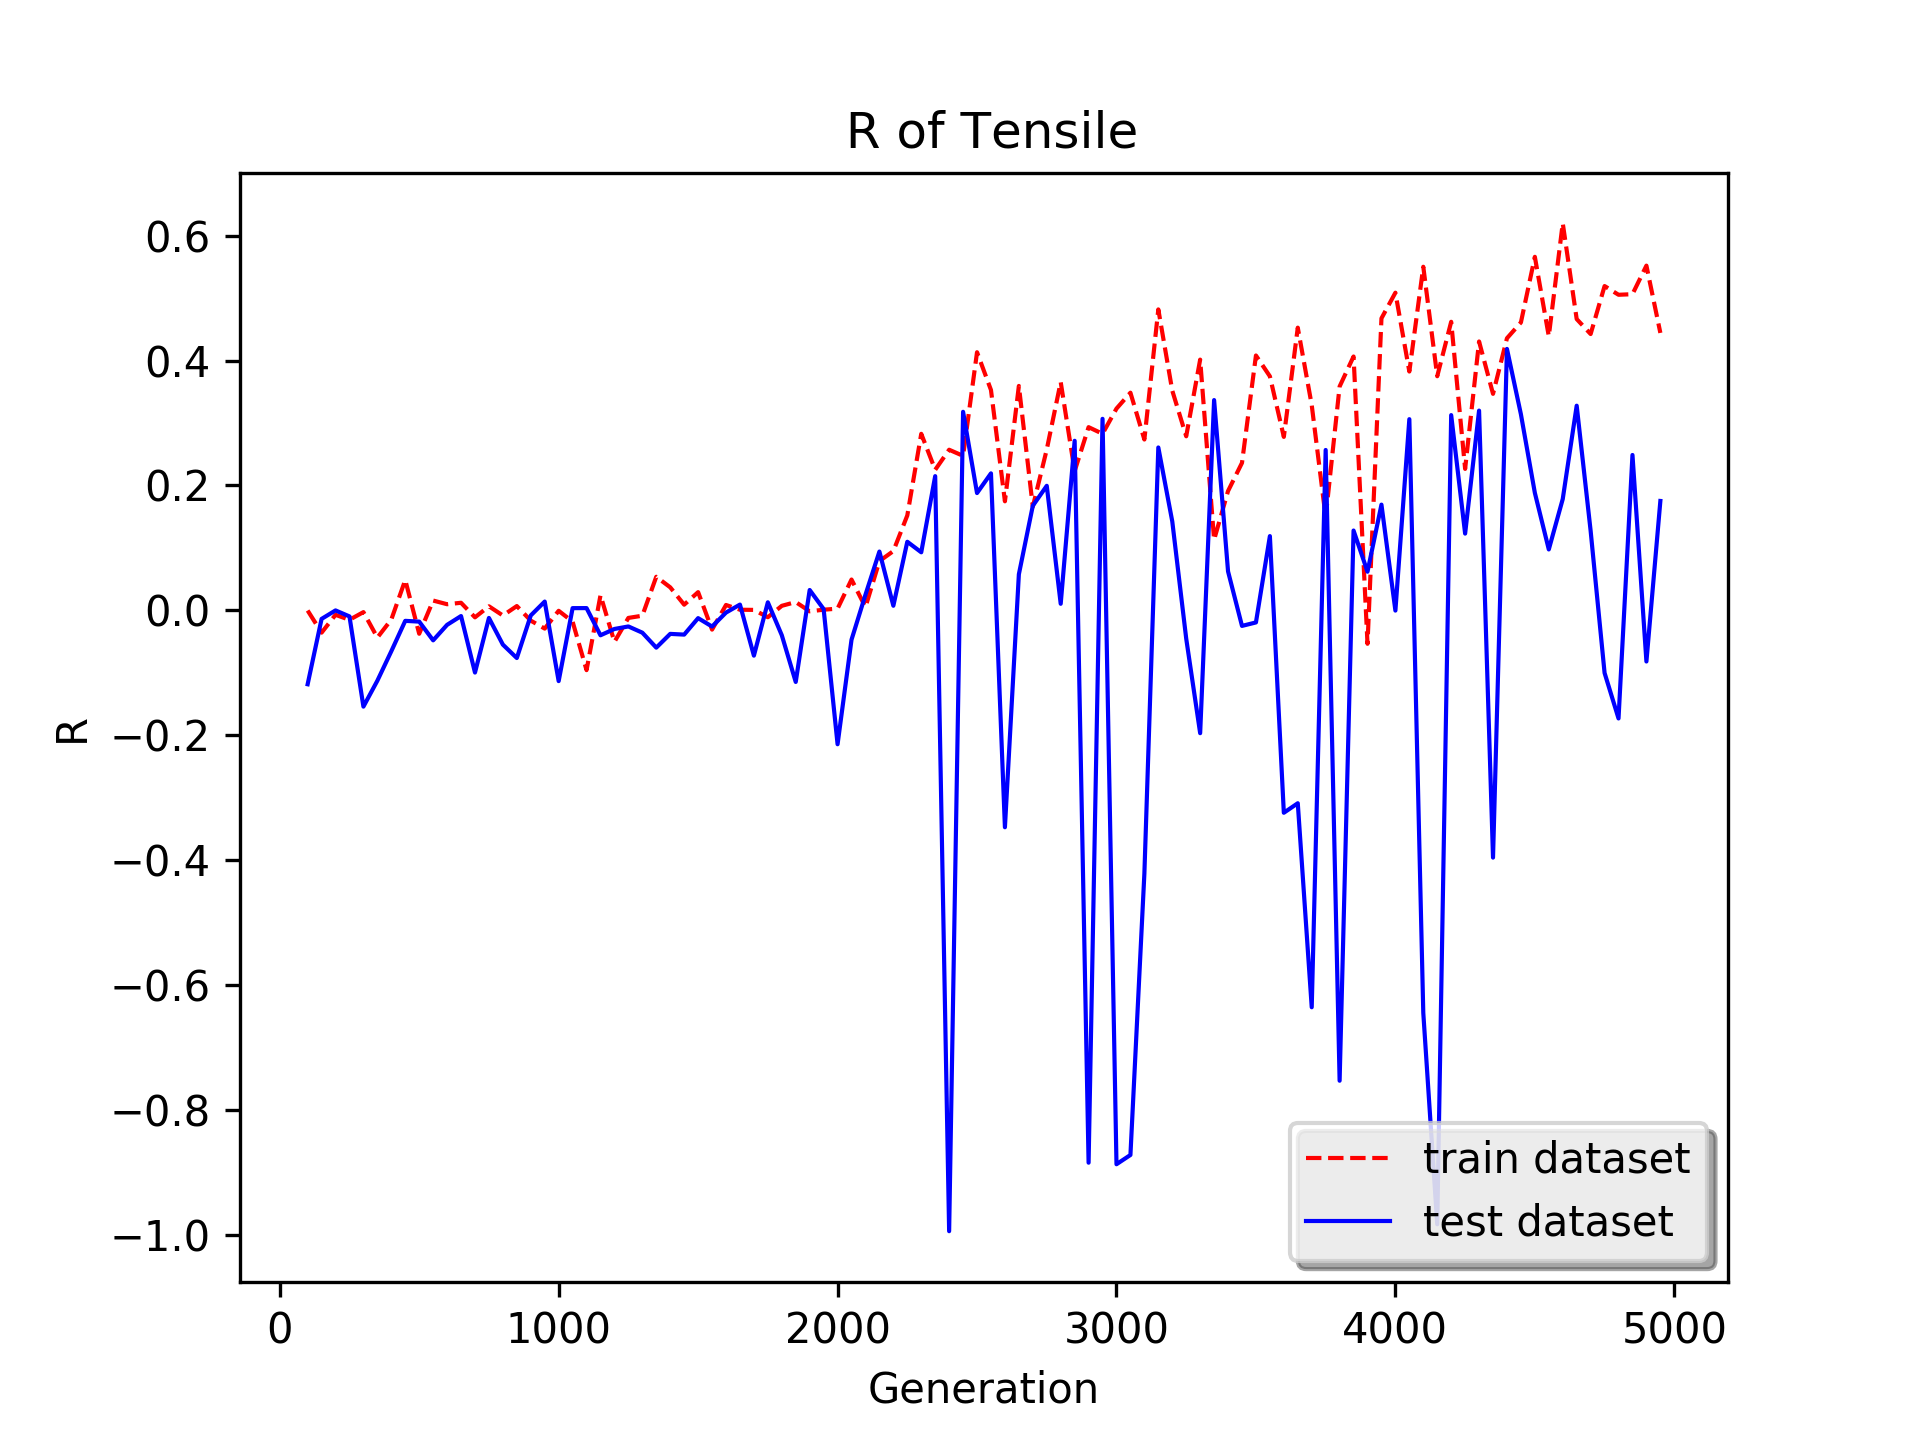 R of Tensile
0.6
0.4
0.2
0.0
−0.2
−0.4
−0.6
−0.8
−1.0
R
train dataset
test dataset
0 1000 2000 3000 4000 5000
Generation